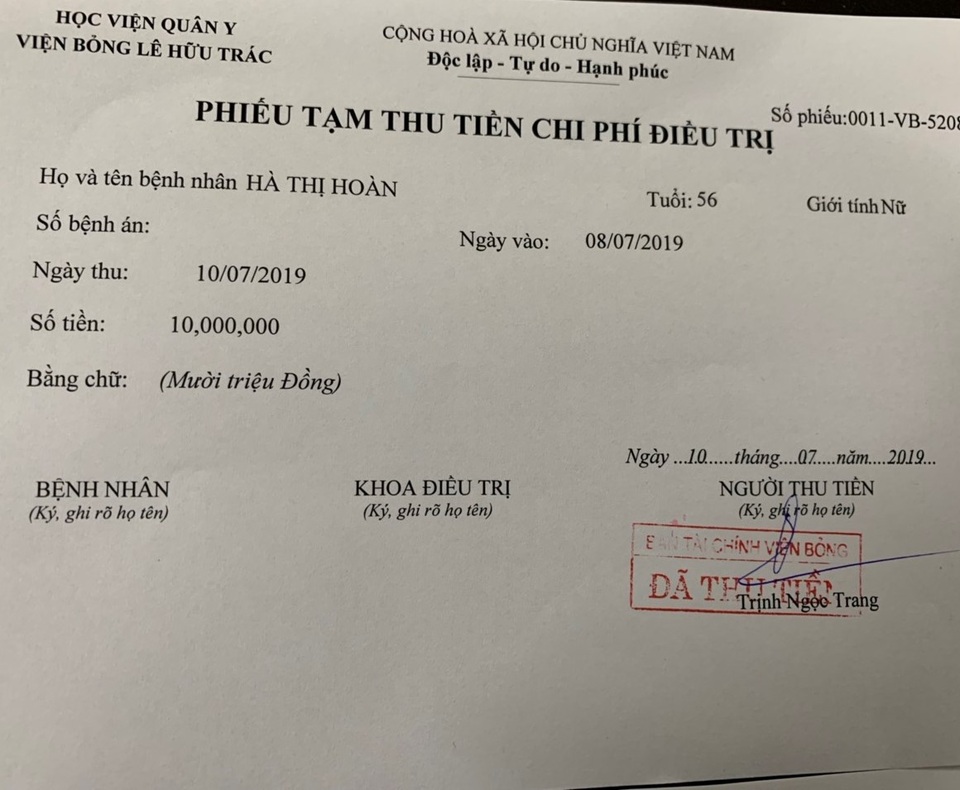 HỌC VIỆN QUÂN Y
VIỆN BỎNG LÊ HỮU TRÁC
CỘNG HOÀ XÃ HỘI CHỦ NGHĨA VIỆT NAM
Độc lập - Tự do - Hạnh phúc
PHIẾU TẠM THU TIỀN CHI PHÍ ĐIỀU TRỊ
Số phiếu:0011-VB-5208
Họ và tên bệnh nhân HÀ THỊ HOÀN
Tuổi: 56 Giới tính Nữ
Số bệnh án:
Ngày vào: 08/07/2019
Ngày thu: 10/07/2019
Số tiền: 10,000,000
Bằng chữ: (Mười triệu Đồng)
Ngày ...10......tháng....07.....năm....2019...
BỆNH NHÂN KHOA ĐIỀU TRỊ NGƯỜI THU TIỀN
(Ký, ghi rõ họ tên) (Ký, ghi rõ họ tên) (Ký, ghi rõ họ tên)
BAN TÀI CHÍNH VIỆN BỎNG
ĐÃ THU TIỀN
Trịnh Ngọc Trang